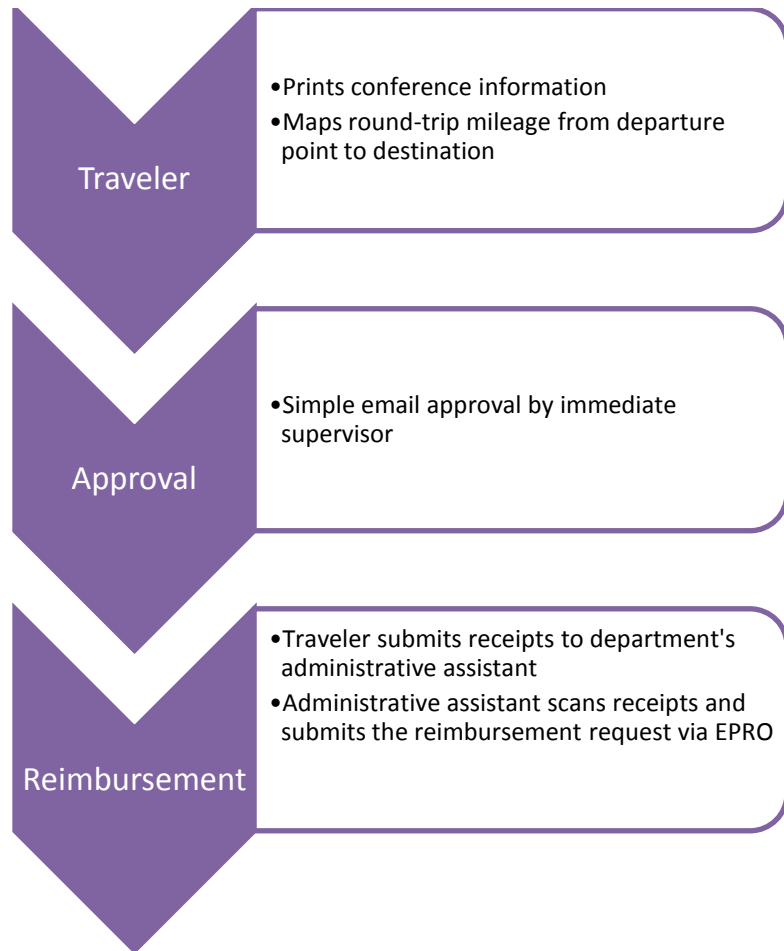 Traveler
•Prints conference information
•Maps round-trip mileage from departure
point to destination
Approval
•Simple email approval by immediate
supervisor
Reimbursement
•Traveler submits receipts to department's
administrative assistant
•Administrative assistant scans receipts and
submits the reimbursement request via EPRO